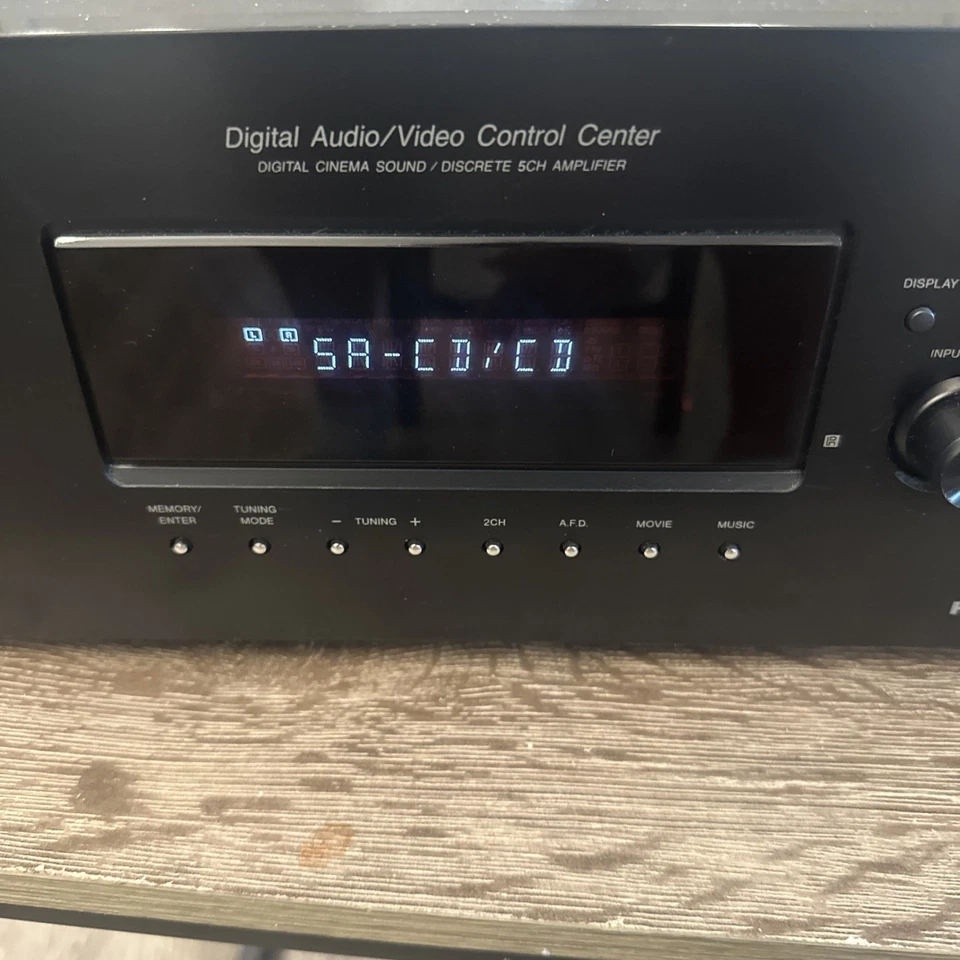 Digital Audio/Video Control Center
DIGITAL CINEMA SOUND / DISCRETE 5CH AMPLIFIER
DISPLAY
L R
SA-CD/CD
INPU
MEMORY/
ENTER
TUNING
MODE
− TUNING +
2CH
A.F.D.
MOVIE
MUSIC